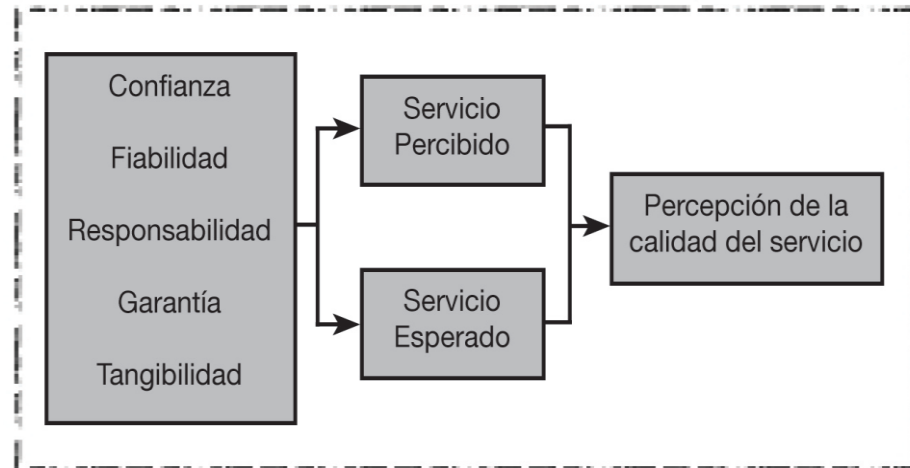 Confianza
Fiabilidad
Responsabilidad
Garantía
Tangibilidad
Servicio
Percibido
Servicio
Esperado
Percepción de la
calidad del servicio